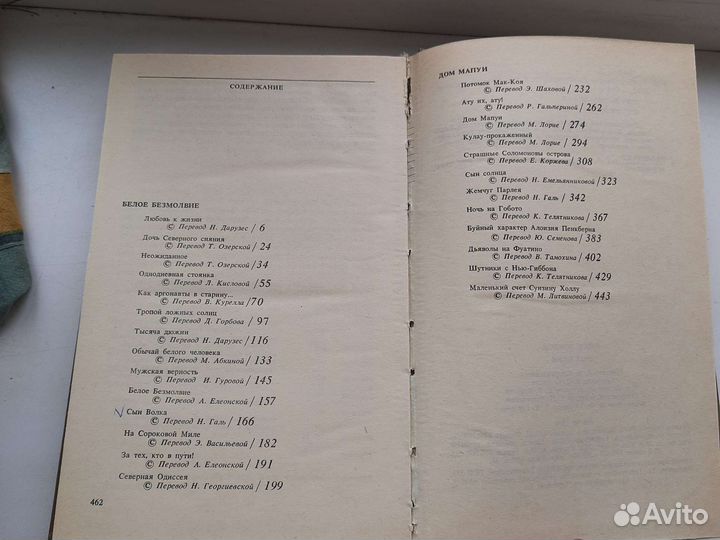 СОДЕРЖАНИЕ
БЕЛОЕ БЕЗМОЛВИЕ
Любовь к жизни
© Перевод Н. Дарузес / 6
Дочь Северного сияния
© Перевод Т. Озерской / 24
Неожиданное
© Перевод Т. Озерской / 34
Однодневная стоянка
© Перевод Л. Кисловой / 55
Как аргонавты в старину...
© Перевод В. Курелла / 70
Тропой ложных солнц
© Перевод Д. Горбова / 97
Тысяча дюжин
© Перевод Н. Дарузес / 116
Обычай белого человека
© Перевод М. Абкиной / 133
Мужская верность
© Перевод И. Гуровой / 145
Белое Безмолвие
© Перевод А. Елеонской / 157
Сын Волка
© Перевод Н. Галь / 166
На Сороковой Миле
© Перевод Э. Васильевой / 182
За тех, кто в пути!
© Перевод А. Елеонской / 191
Северная Одиссея
© Перевод Н. Георгиевской / 199
462
ДОМ МАПУИ
Потомок Мак-Коя
© Перевод Э. Шаховой / 232
Ату их, ату!
© Перевод Р. Гальпериной / 262
Дом Мапуи
© Перевод М. Лорие / 274
Кулау-прокаженный
© Перевод М. Лорие / 294
Страшные Соломоновы острова
© Перевод Е. Коржева / 308
Сын солнца
© Перевод Н. Емельянниковой / 323
Жемчуг Парлея
© Перевод Н. Галь / 342
Ночь на Гобото
© Перевод К. Телятникова / 367
Буйный характер Алоизия Пенкберна
© Перевод Ю. Семенова / 383
Дьяволы на Фуатино
© Перевод В. Тамохина / 402
Шутники с Нью-Гиббона
© Перевод К. Телятникова / 429
Маленький счет Суизину Холлу
© Перевод М. Литвиновой / 443
Avito